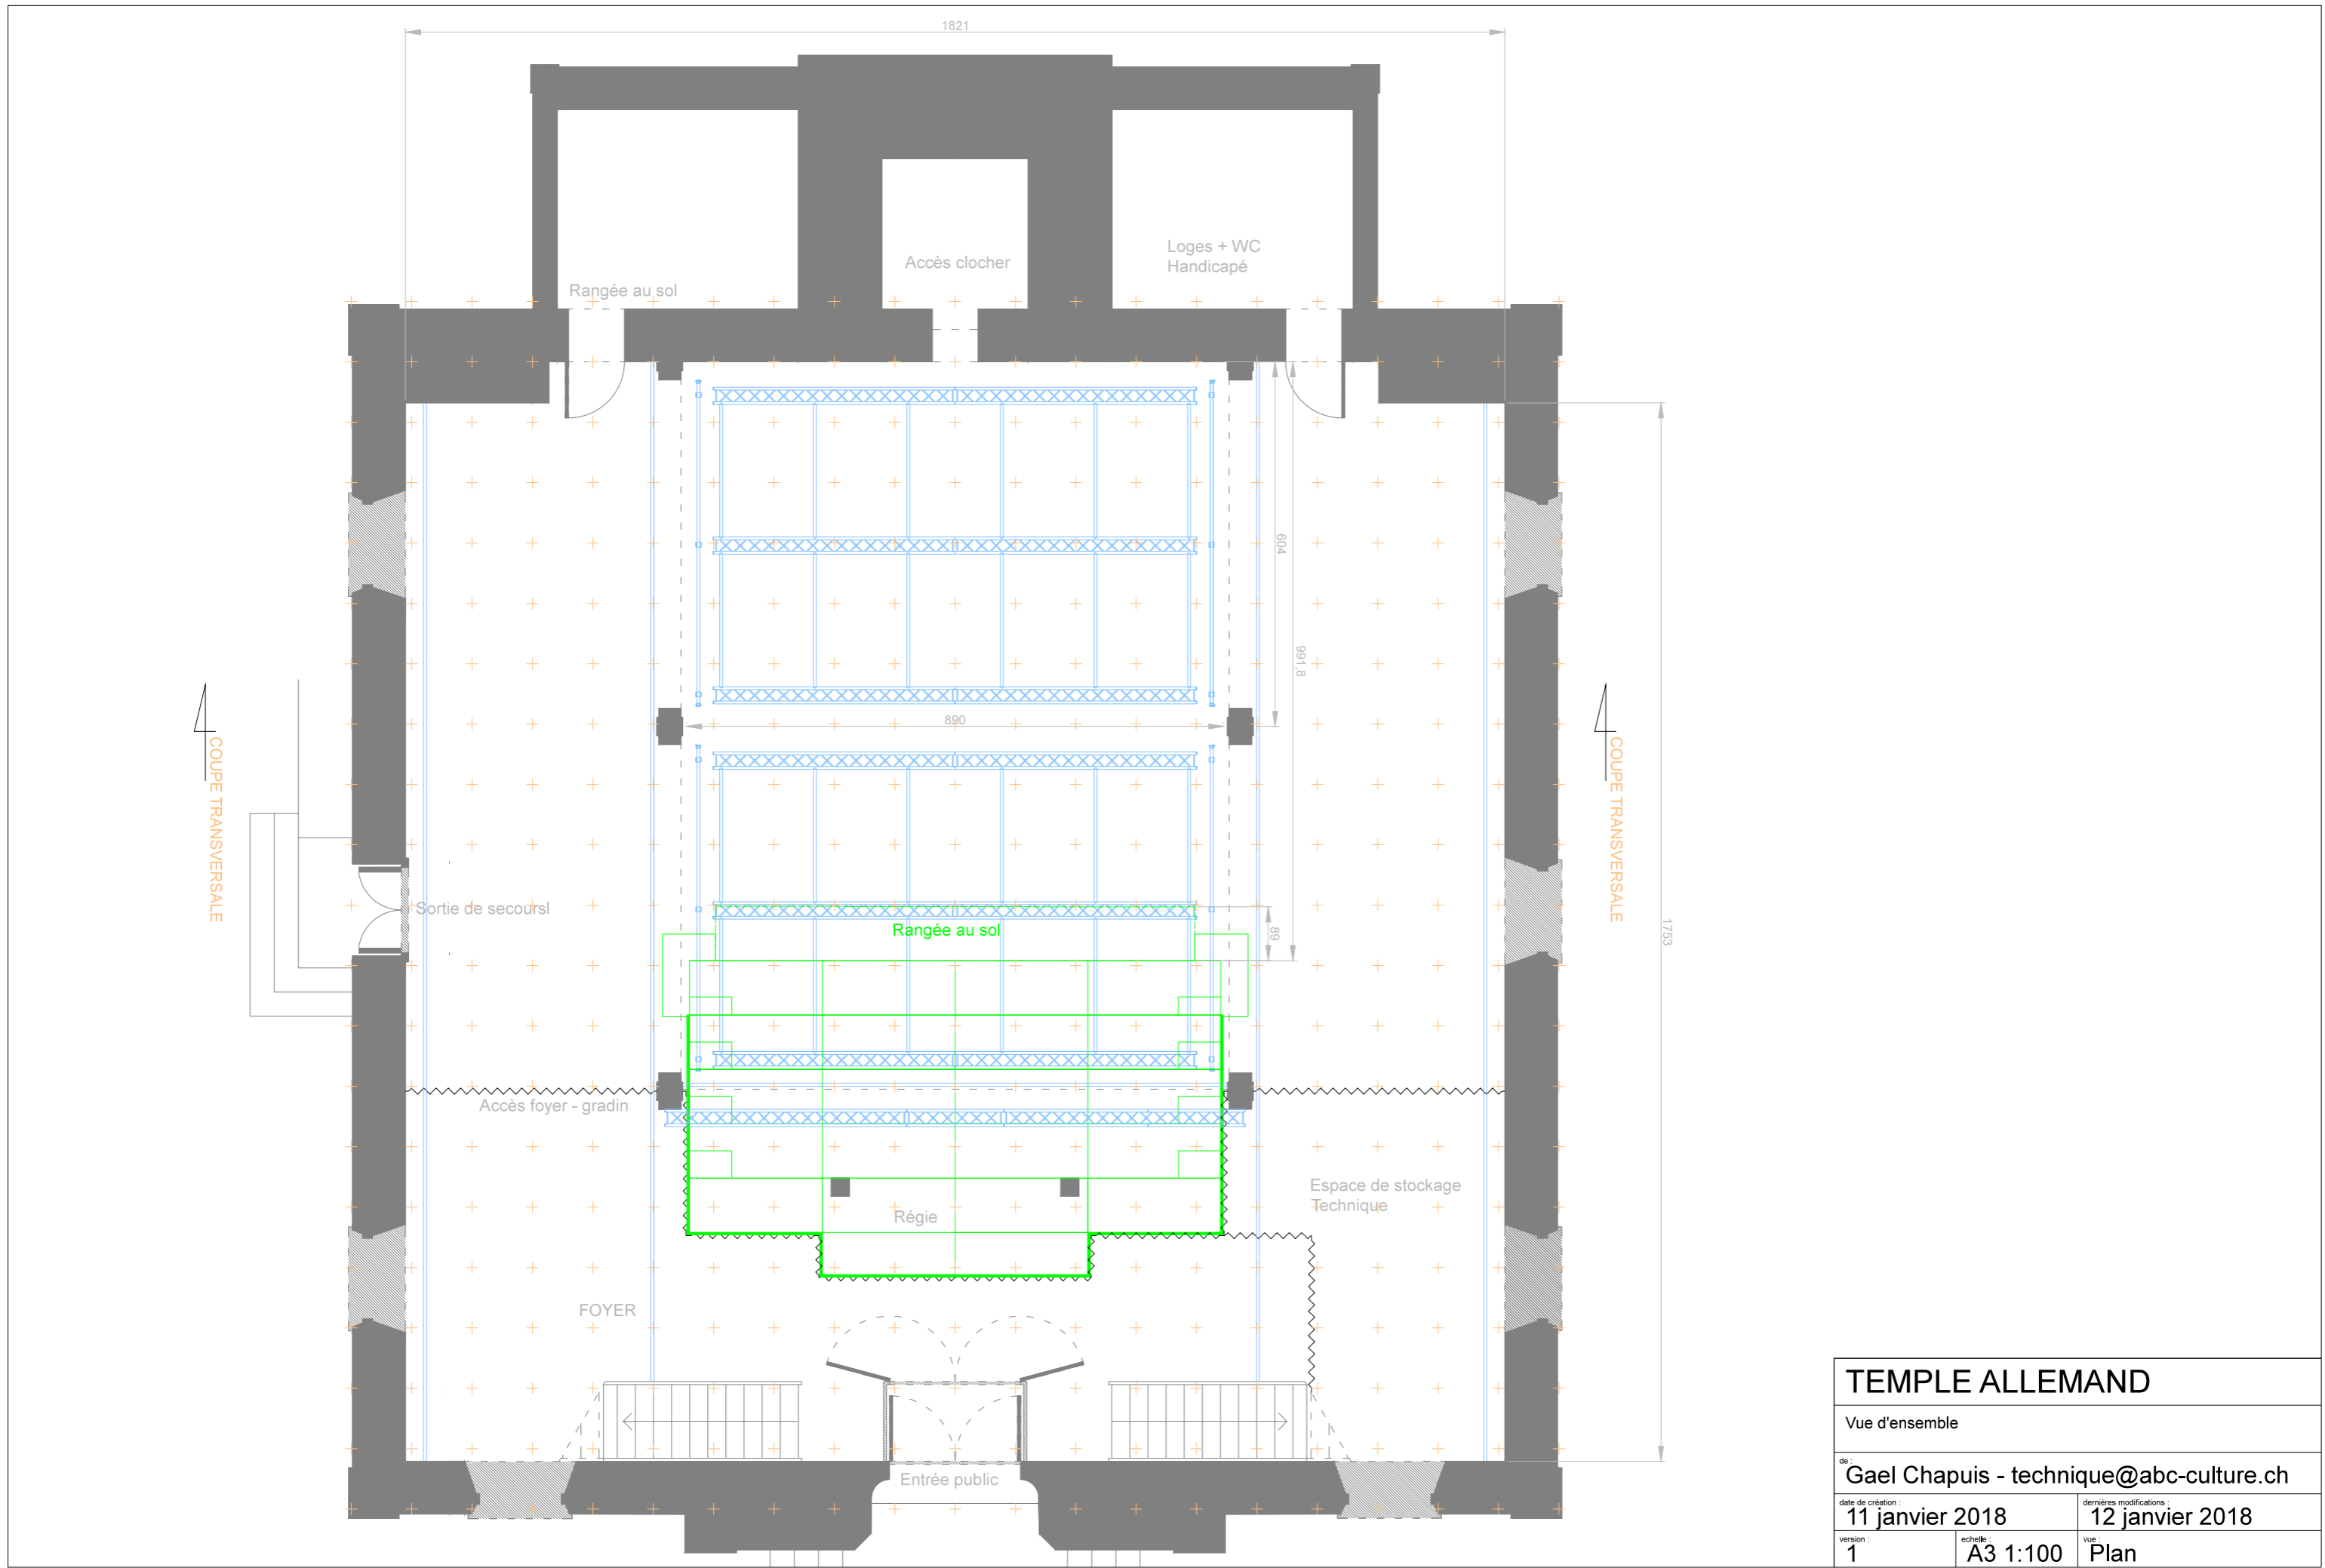 1821
Accès clocher
Loges + WC
Handicapé
Rangée au sol
604
991,8
890
COUPE TRANSVERSALE
COUPE TRANSVERSALE
Sortie de secoursl
Rangée au sol
89
1753
Accès foyer - gradin
Espace de stockage
Technique
Régie
FOYER
Entrée public
TEMPLE ALLEMAND
Vue d'ensemble
de :
Gael Chapuis - technique@abc-culture.ch
date de création :
11 janvier 2018
dernières modifications :
12 janvier 2018
version :
1
echelle :
A3 1:100
vue :
Plan